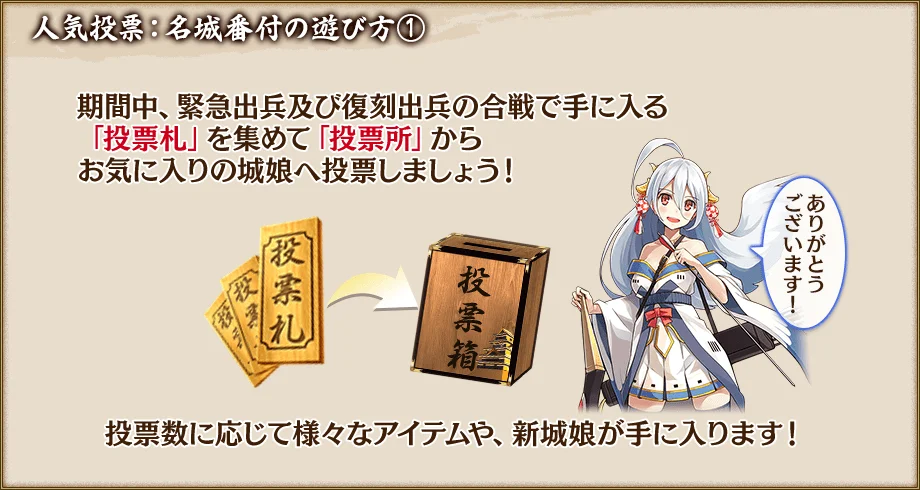 人気投票：名城番付の遊び方①
期間中、緊急出兵及び復刻出兵の合戦で手に入る
「投票札」を集めて「投票所」から
お気に入りの城娘へ投票しましょう！
ありがとう
ございます！
投票札
投票
投
投票箱
投票数に応じて様々なアイテムや、新城娘が手に入ります！